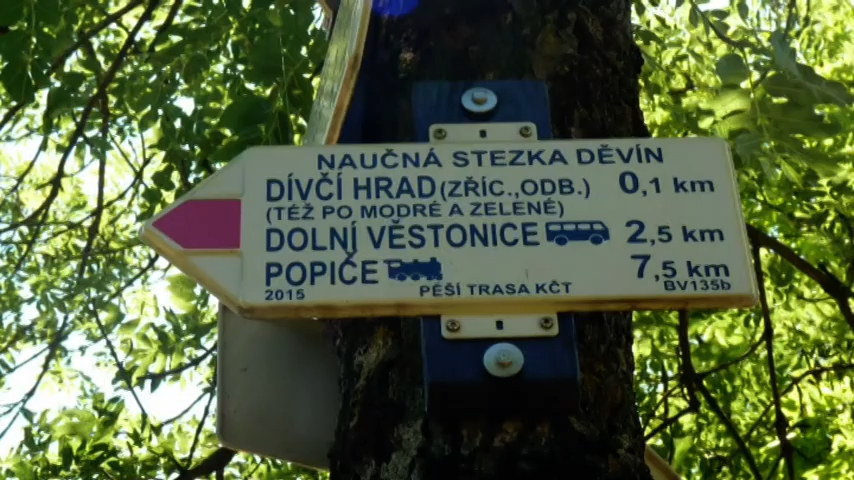 NAUČNÁ STEZKA DĚVÍN
DÍVČÍ HRAD (ZŘÍC.,ODB.) 0,1 km
(TÉŽ PO MODRÉ A ZELENÉ)
DOLNÍ VĚSTONICE 2,5 km
POPICE 7,5 km
2015 PĚŠÍ TRASA KČT BV135b